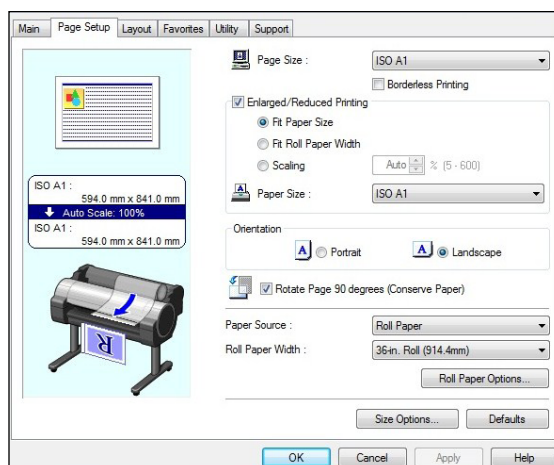 Main Page Setup Layout Favorites Utility Support
Page Size : ISO A1
Borderless Printing
Enlarged/Reduced Printing
Fit Paper Size
Fit Roll Paper Width
Scaling Auto % (5 - 600)
Paper Size : ISO A1
ISO A1 :
594.0 mm x 841.0 mm
Auto Scale: 100%
ISO A1 :
594.0 mm x 841.0 mm
Orientation
A Portrait A Landscape
Rotate Page 90 degrees (Conserve Paper)
R
Paper Source : Roll Paper
Roll Paper Width : 36-in. Roll (914.4mm)
Roll Paper Options...
Size Options... Defaults
OK Cancel Apply Help